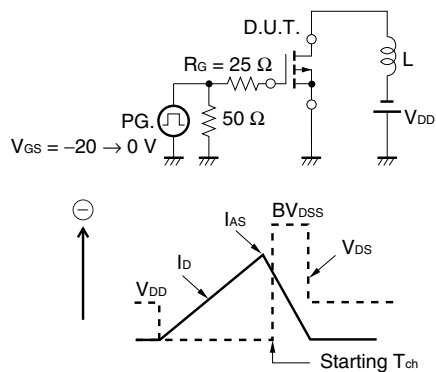 D.U.T.
RG = 25 Ω
L
PG.
50 Ω
VDD
VGS = −20 → 0 V
⊖
IAS
BVDSS
ID
VDS
VDD
Starting Tch